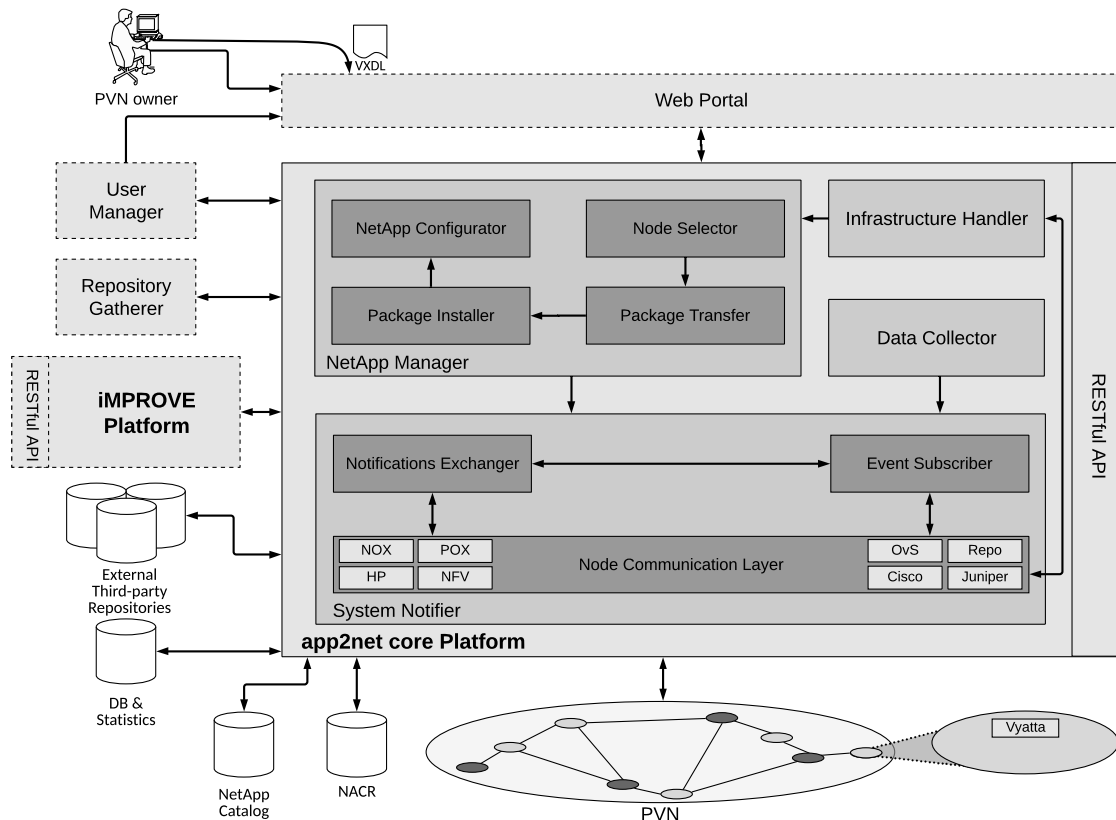 VXDL
PVN owner
Web Portal
User
Manager
Repository
Gatherer
RESTful API
iMPROVE
Platform
External
Third-party
Repositories
DB &
Statistics
NetApp Configurator
Node Selector
Infrastructure Handler
Package Installer
Package Transfer
NetApp Manager
Data Collector
RESTful API
Notifications Exchanger
Event Subscriber
NOX
POX
HP
NFV
Node Communication Layer
OvS
Repo
Cisco
Juniper
System Notifier
app2net core Platform
NetApp
Catalog
NACR
PVN
Vyatta